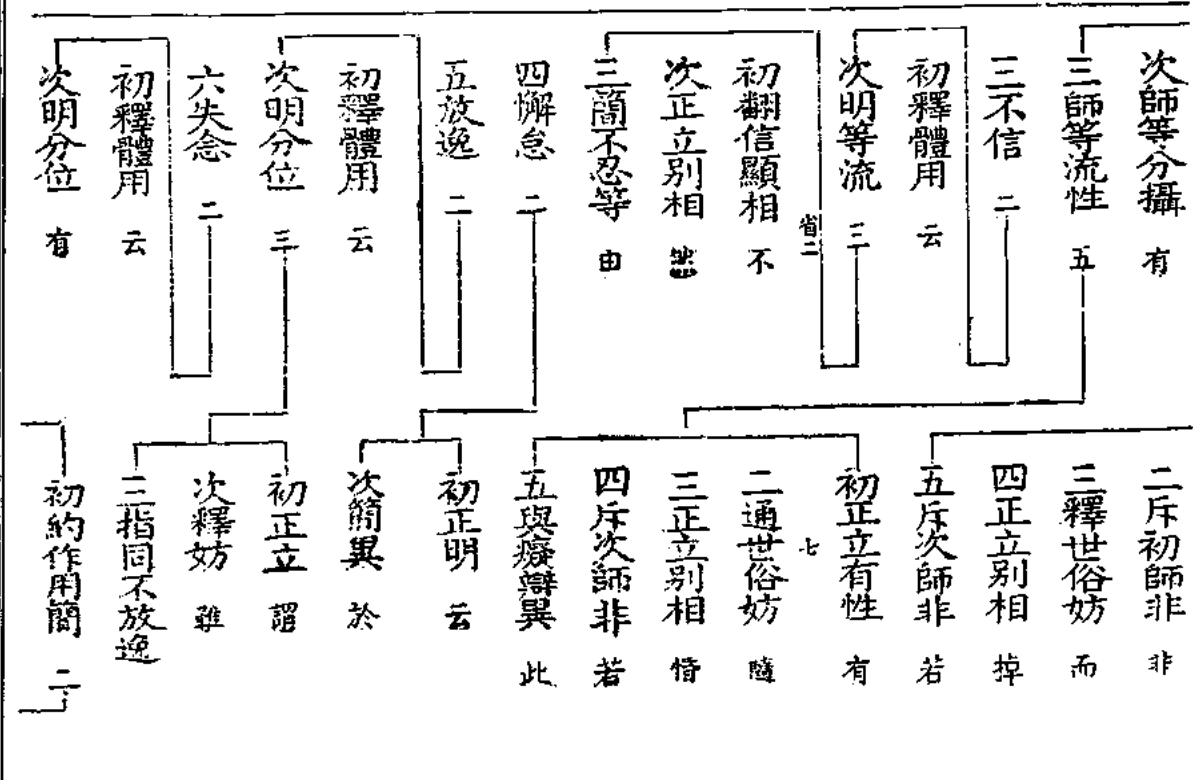 次師等分攝 有
三師等流性 五
三不信 二
初釋體用 云
次明等流 三
省二
初翻信顯相 不
次正立別相 然
三簡不忍等 由
四懈怠 二
五放逸 二
初釋體用 云
次明分位 三
六失念 二
初釋體用 云
次明分位 有
二斥初師非 非
三釋世俗妨 而
四正立別相 掉
五斥次師非 若
初正立有性 有
七
二通世俗妨 隨
三正立別相 惛
四斥次師非 若
五與癡辯異 此
初正明 云
次簡異 於
初正立 謂
次釋妨 雖
三指同不放逸
初約作用簡 二